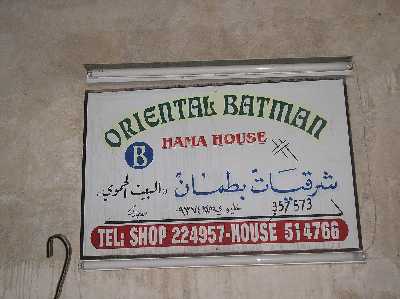 ORIENTAL BATMAN
B HAMA HOUSE
شرقيات بطمان
البيت الحموي
357573
TEL: SHOP 224957-HOUSE 514766